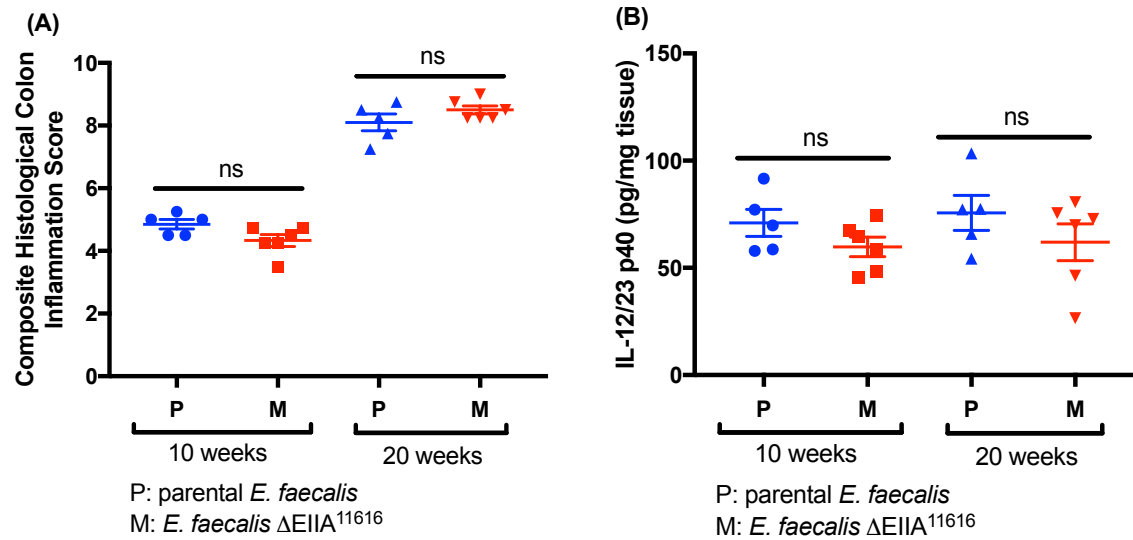 (A)
Composite Histological Colon
Inflammation Score
10
8
6
4
2
0
ns
ns
P
M
P
M
10 weeks
20 weeks
P: parental E. faecalis
M: E. faecalis ΔEIIA¹¹⁶¹⁶
(B)
IL-12/23 p40 (pg/mg tissue)
150
100
50
0
ns
ns
P
M
P
M
10 weeks
20 weeks
P: parental E. faecalis
M: E. faecalis ΔEIIA¹¹⁶¹⁶